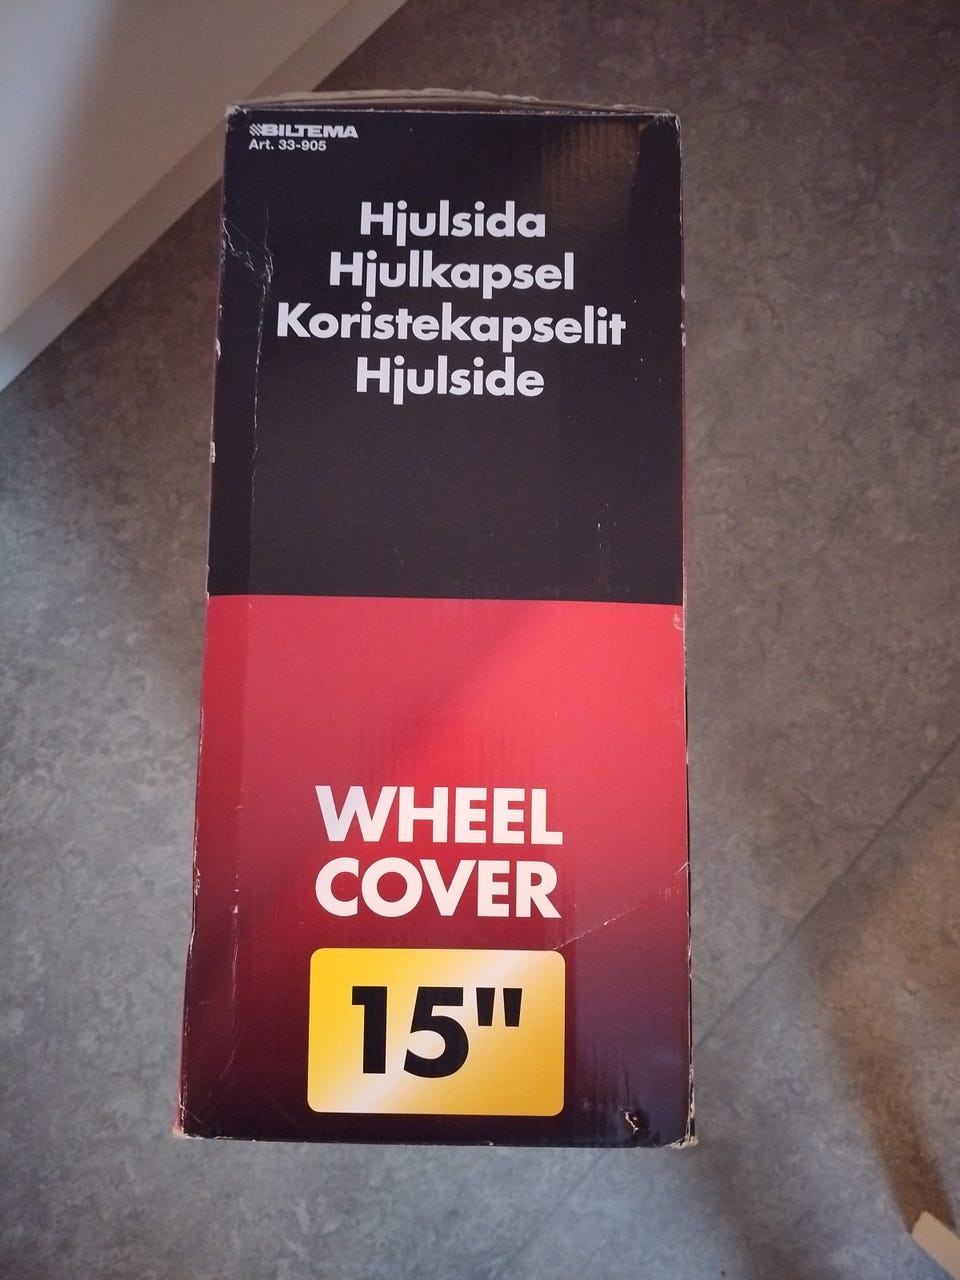 BILTEMA
Art. 33-905
Hjulsida
Hjulkapsel
Koristekapselit
Hjulside
WHEEL
COVER
15"